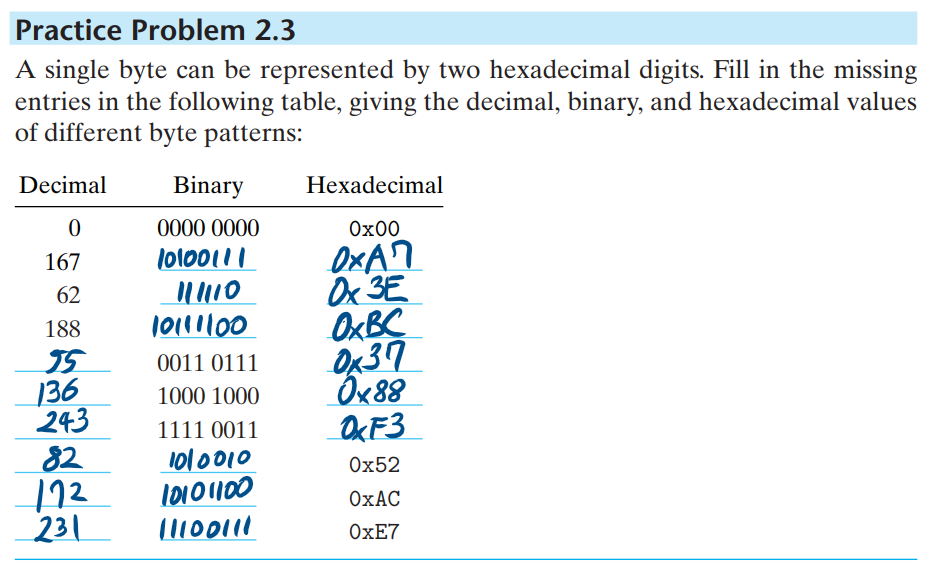 Practice Problem 2.3
A single byte can be represented by two hexadecimal digits. Fill in the missing
entries in the following table, giving the decimal, binary, and hexadecimal values
of different byte patterns:
Decimal Binary Hexadecimal
0 0000 0000 0x00
167 10100111 0xA7
62 111110 0x3E
188 10111100 0xBC
55 0011 0111 0x37
136 1000 1000 0x88
243 1111 0011 0xF3
82 1010010 0x52
172 10101100 0xAC
231 11100111 0xE7